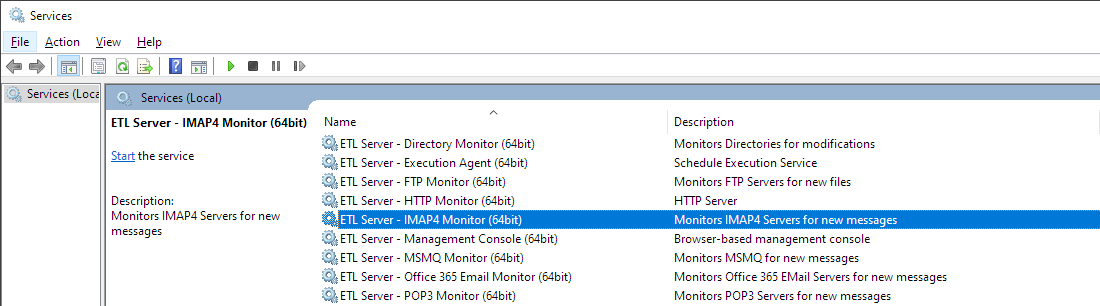 Services
File Action View Help
Services (Loca
Services (Local)
ETL Server - IMAP4 Monitor (64bit)
Start the service
Description:
Monitors IMAP4 Servers for new
messages
Name Description
ETL Server - Directory Monitor (64bit) Monitors Directories for modifications
ETL Server - Execution Agent (64bit) Schedule Execution Service
ETL Server - FTP Monitor (64bit) Monitors FTP Servers for new files
ETL Server - HTTP Monitor (64bit) HTTP Server
ETL Server - IMAP4 Monitor (64bit) Monitors IMAP4 Servers for new messages
ETL Server - Management Console (64bit) Browser-based management console
ETL Server - MSMQ Monitor (64bit) Monitors MSMQ for new messages
ETL Server - Office 365 Email Monitor (64bit) Monitors Office 365 EMail Servers for new messages
ETL Server - POP3 Monitor (64bit) Monitors POP3 Servers for new messages